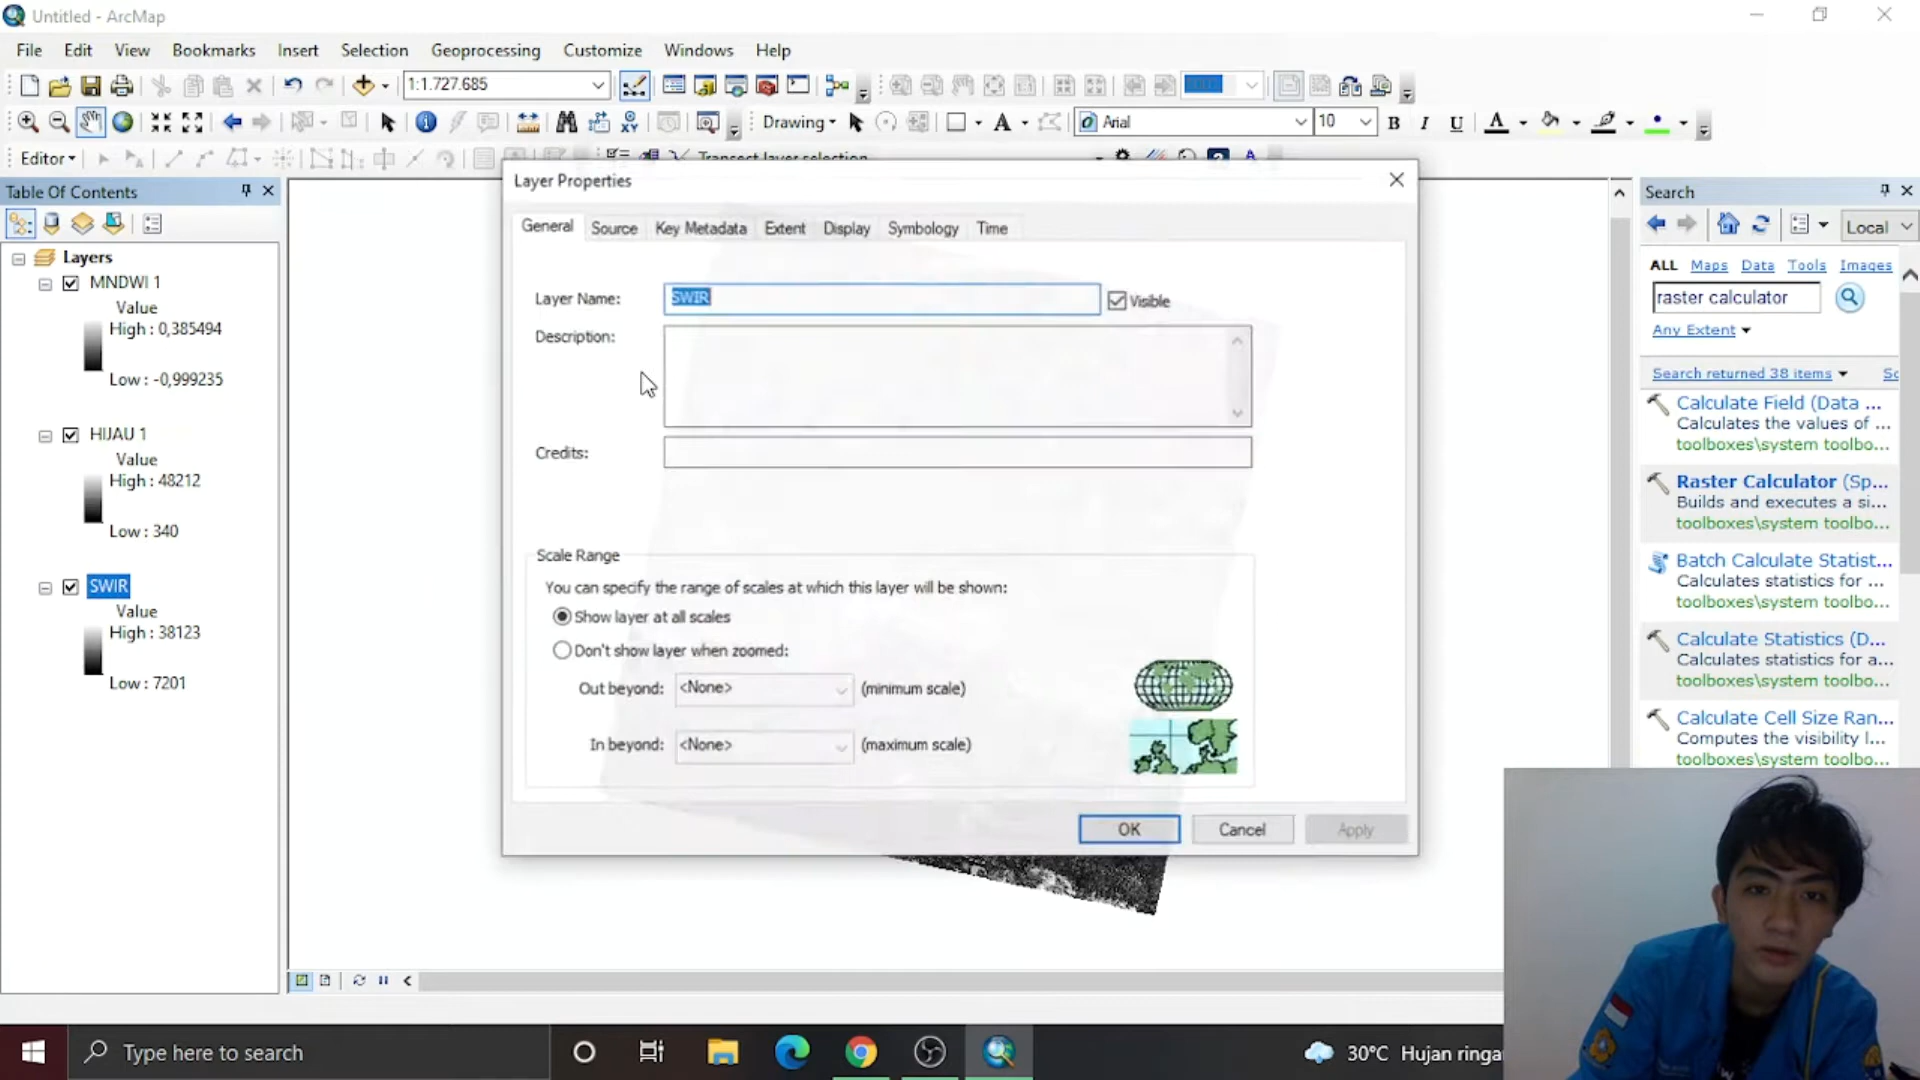 Untitled - ArcMap
File Edit View Bookmarks Insert Selection Geoprocessing Customize Windows Help
1:1.727.685
Drawing Arial 10 B I U A
Editor Transect layer selection
Table Of Contents
Layers
MNDWI 1
Value
High : 0,385494
Low : -0,999235
HIJAU 1
Value
High : 48212
Low : 340
SWIR
Value
High : 38123
Low : 7201
Layer Properties
General Source Key Metadata Extent Display Symbology Time
Layer Name: SWIR Visible
Description:
Credits:
Scale Range
You can specify the range of scales at which this layer will be shown:
Show layer at all scales
Don't show layer when zoomed:
Out beyond: <None> (minimum scale)
In beyond: <None> (maximum scale)
OK Cancel Apply
Search
Local
ALL Maps Data Tools Images
raster calculator
Any Extent
Search returned 38 items Sc
Calculate Field (Data ...
Calculates the values of ...
toolboxes\system toolbo...
Raster Calculator (Sp...
Builds and executes a si...
toolboxes\system toolbo...
Batch Calculate Statist...
Calculates statistics for ...
toolboxes\system toolbo...
Calculate Statistics (D...
Calculates statistics for a...
toolboxes\system toolbo...
Calculate Cell Size Ran...
Computes the visibility l...
toolboxes\system toolbo...
Type here to search
30°C Hujan ringa